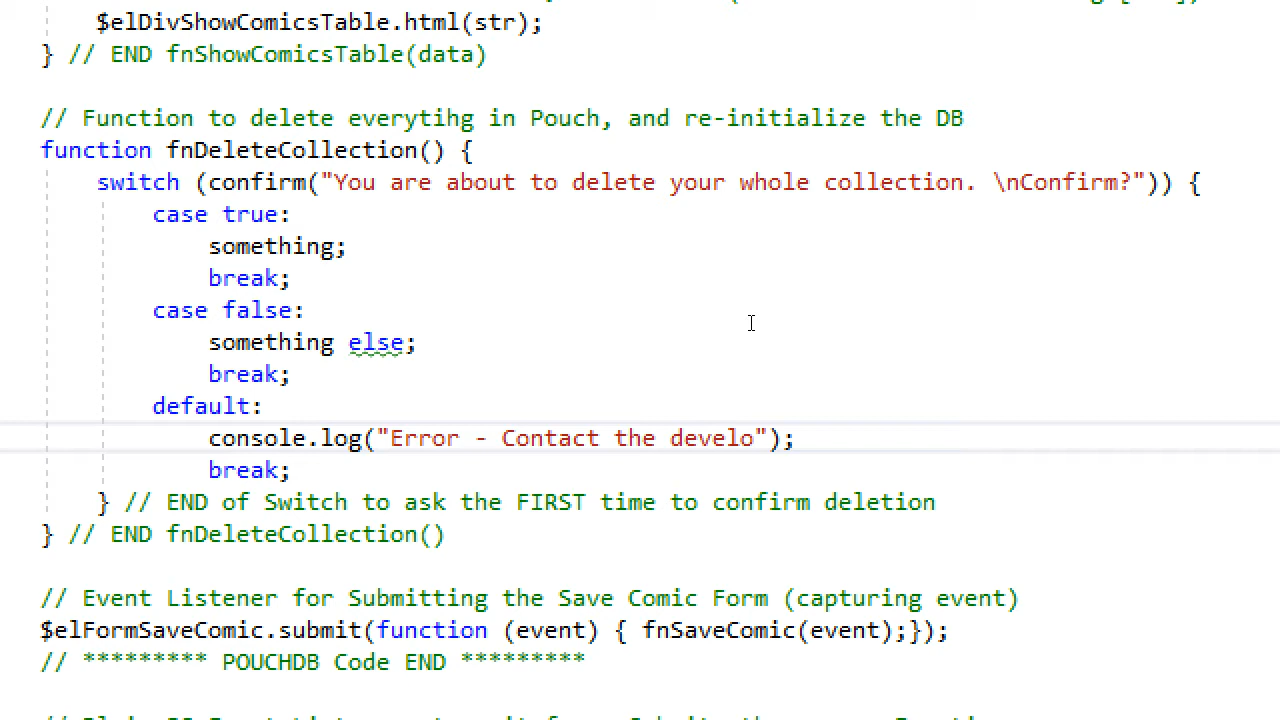 $elDivShowComicsTable.html(str);
} // END fnShowComicsTable(data)
// Function to delete everytihg in Pouch, and re-initialize the DB
function fnDeleteCollection() {
switch (confirm("You are about to delete your whole collection. \nConfirm?")) {
case true:
something;
break;
case false:
something else;
break;
default:
console.log("Error - Contact the develo");
break;
} // END of Switch to ask the FIRST time to confirm deletion
} // END fnDeleteCollection()
// Event Listener for Submitting the Save Comic Form (capturing event)
$elFormSaveComic.submit(function (event) { fnSaveComic(event);});
// ********* POUCHDB Code END *********